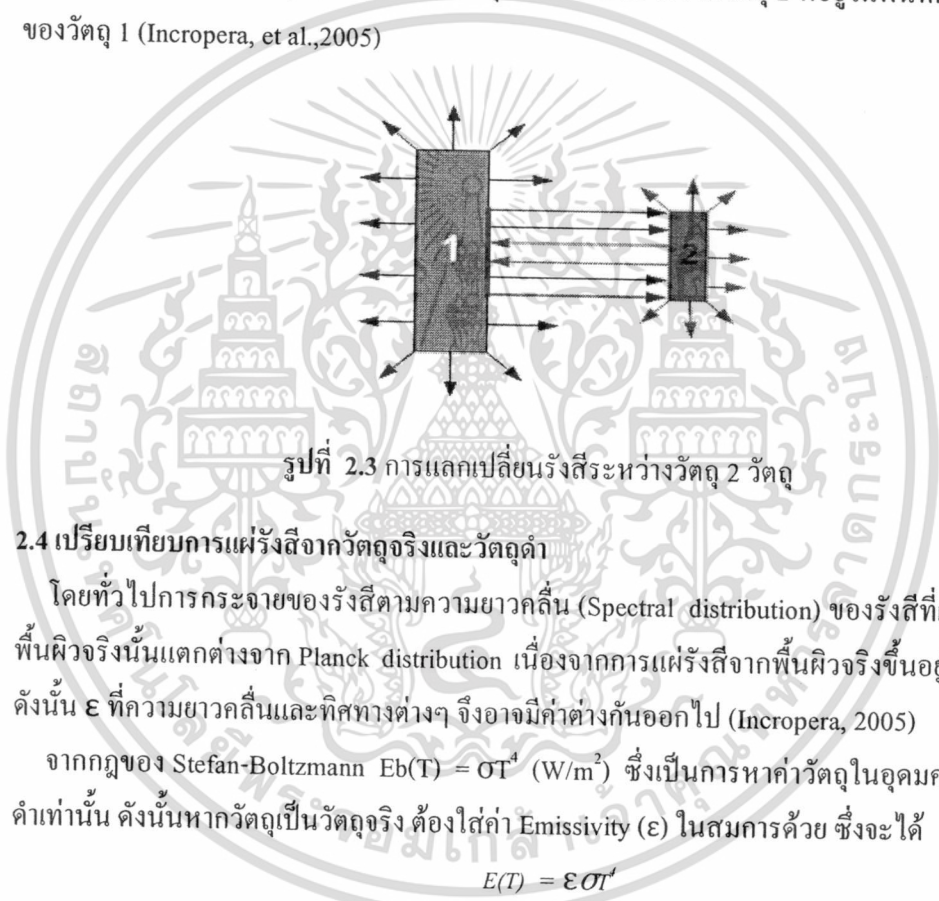 ของวัตถุ 1 (Incropera, et al.,2005)
1
2
รูปที่ 2.3 การแลกเปลี่ยนรังสีระหว่างวัตถุ 2 วัตถุ
2.4 เปรียบเทียบการแผ่รังสีจากวัตถุจริงและวัตถุดำ
โดยทั่วไปการกระจายของรังสีตามความยาวคลื่น (Spectral distribution) ของรังสีที่
พื้นผิวจริงนั้นแตกต่างจาก Planck distribution เนื่องจากการแผ่รังสีจากพื้นผิวจริงขึ้นอยู่
ดังนั้น ε ที่ความยาวคลื่นและทิศทางต่างๆ จึงอาจมีค่าต่างกันออกไป (Incropera, 2005)
จากกฎของ Stefan-Boltzmann Eb(T) = σT⁴ (W/m²) ซึ่งเป็นการหาค่าวัตถุในอุดมค
ดำเท่านั้น ดังนั้นหากวัตถุเป็นวัตถุจริง ต้องใส่ค่า Emissivity (ε) ในสมการด้วย ซึ่งจะได้
E(T) = εσT⁴